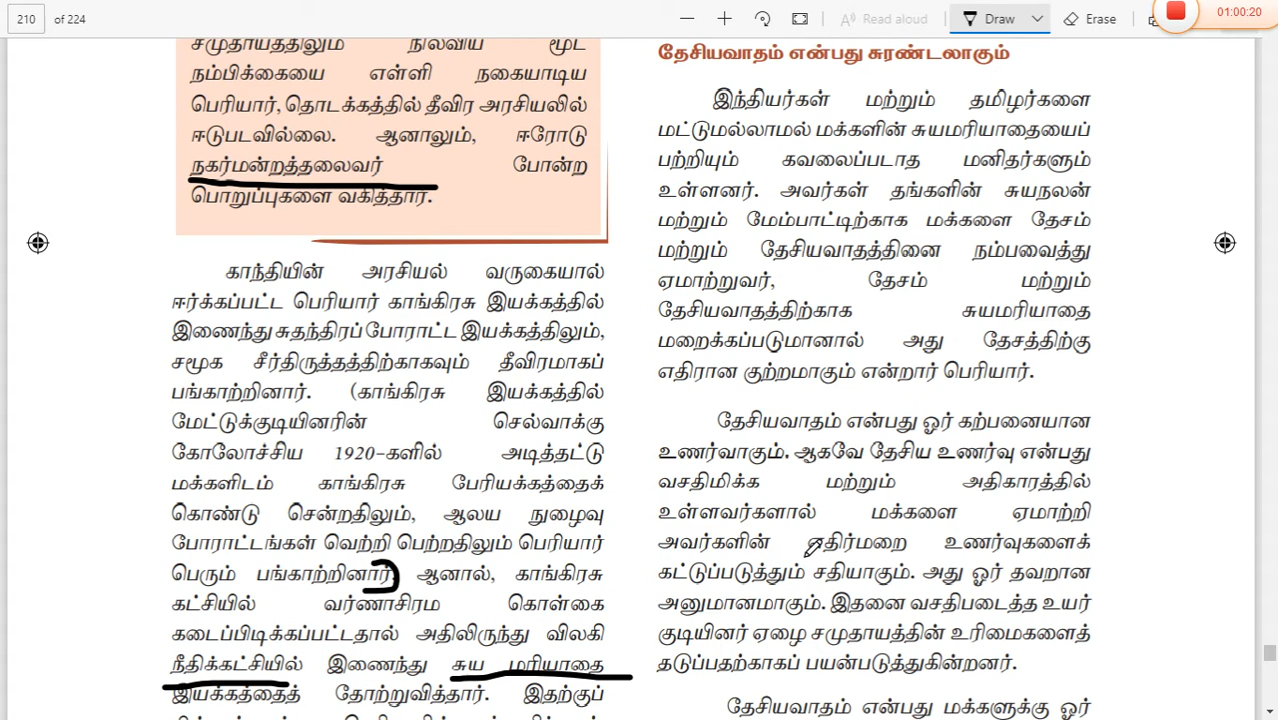 210 of 224
Read aloud
Draw
Erase
01:00:20
சமுதாயத்திலும் நிலவிய மூட
நம்பிக்கையை எள்ளி நகையாடிய
பெரியார், தொடக்கத்தில் தீவிர அரசியலில்
ஈடுபடவில்லை. ஆனாலும், ஈரோடு
நகர்மன்றத்தலைவர் போன்ற
பொறுப்புகளை வகித்தார்.
காந்தியின் அரசியல் வருகையால்
ஈர்க்கப்பட்ட பெரியார் காங்கிரசு இயக்கத்தில்
இணைந்து சுதந்திரப் போராட்ட இயக்கத்திலும்,
சமூக சீர்திருத்தத்திற்காகவும் தீவிரமாகப்
பங்காற்றினார். (காங்கிரசு இயக்கத்தில்
மேட்டுக்குடியினரின் செல்வாக்கு
கோலோச்சிய 1920-களில் அடித்தட்டு
மக்களிடம் காங்கிரசு பேரியக்கத்தைக்
கொண்டு சென்றதிலும், ஆலய நுழைவு
போராட்டங்கள் வெற்றி பெற்றதிலும் பெரியார்
பெரும் பங்காற்றினார். ஆனால், காங்கிரசு
கட்சியில் வர்ணாசிரம கொள்கை
கடைப்பிடிக்கப்பட்டதால் அதிலிருந்து விலகி
நீதிக்கட்சியில் இணைந்து சுய மரியாதை
இயக்கத்தைத் தோற்றுவித்தார். இதற்குப்
தேசியவாதம் என்பது சுரண்டலாகும்
இந்தியர்கள் மற்றும் தமிழர்களை
மட்டுமல்லாமல் மக்களின் சுயமரியாதையைப்
பற்றியும் கவலைப்படாத மனிதர்களும்
உள்ளனர். அவர்கள் தங்களின் சுயநலன்
மற்றும் மேம்பாட்டிற்காக மக்களை தேசம்
மற்றும் தேசியவாதத்தினை நம்பவைத்து
ஏமாற்றுவர், தேசம் மற்றும்
தேசியவாதத்திற்காக சுயமரியாதை
மறைக்கப்படுமானால் அது தேசத்திற்கு
எதிரான குற்றமாகும் என்றார் பெரியார்.
தேசியவாதம் என்பது ஓர் கற்பனையான
உணர்வாகும். ஆகவே தேசிய உணர்வு என்பது
வசதிமிக்க மற்றும் அதிகாரத்தில்
உள்ளவர்களால் மக்களை ஏமாற்றி
அவர்களின் எதிர்மறை உணர்வுகளைக்
கட்டுப்படுத்தும் சதியாகும். அது ஓர் தவறான
அனுமானமாகும். இதனை வசதிபடைத்த உயர்
குடியினர் ஏழை சமுதாயத்தின் உரிமைகளைத்
தடுப்பதற்காகப் பயன்படுத்துகின்றனர்.
தேசியவாதம் என்பது மக்களுக்கு ஓர்